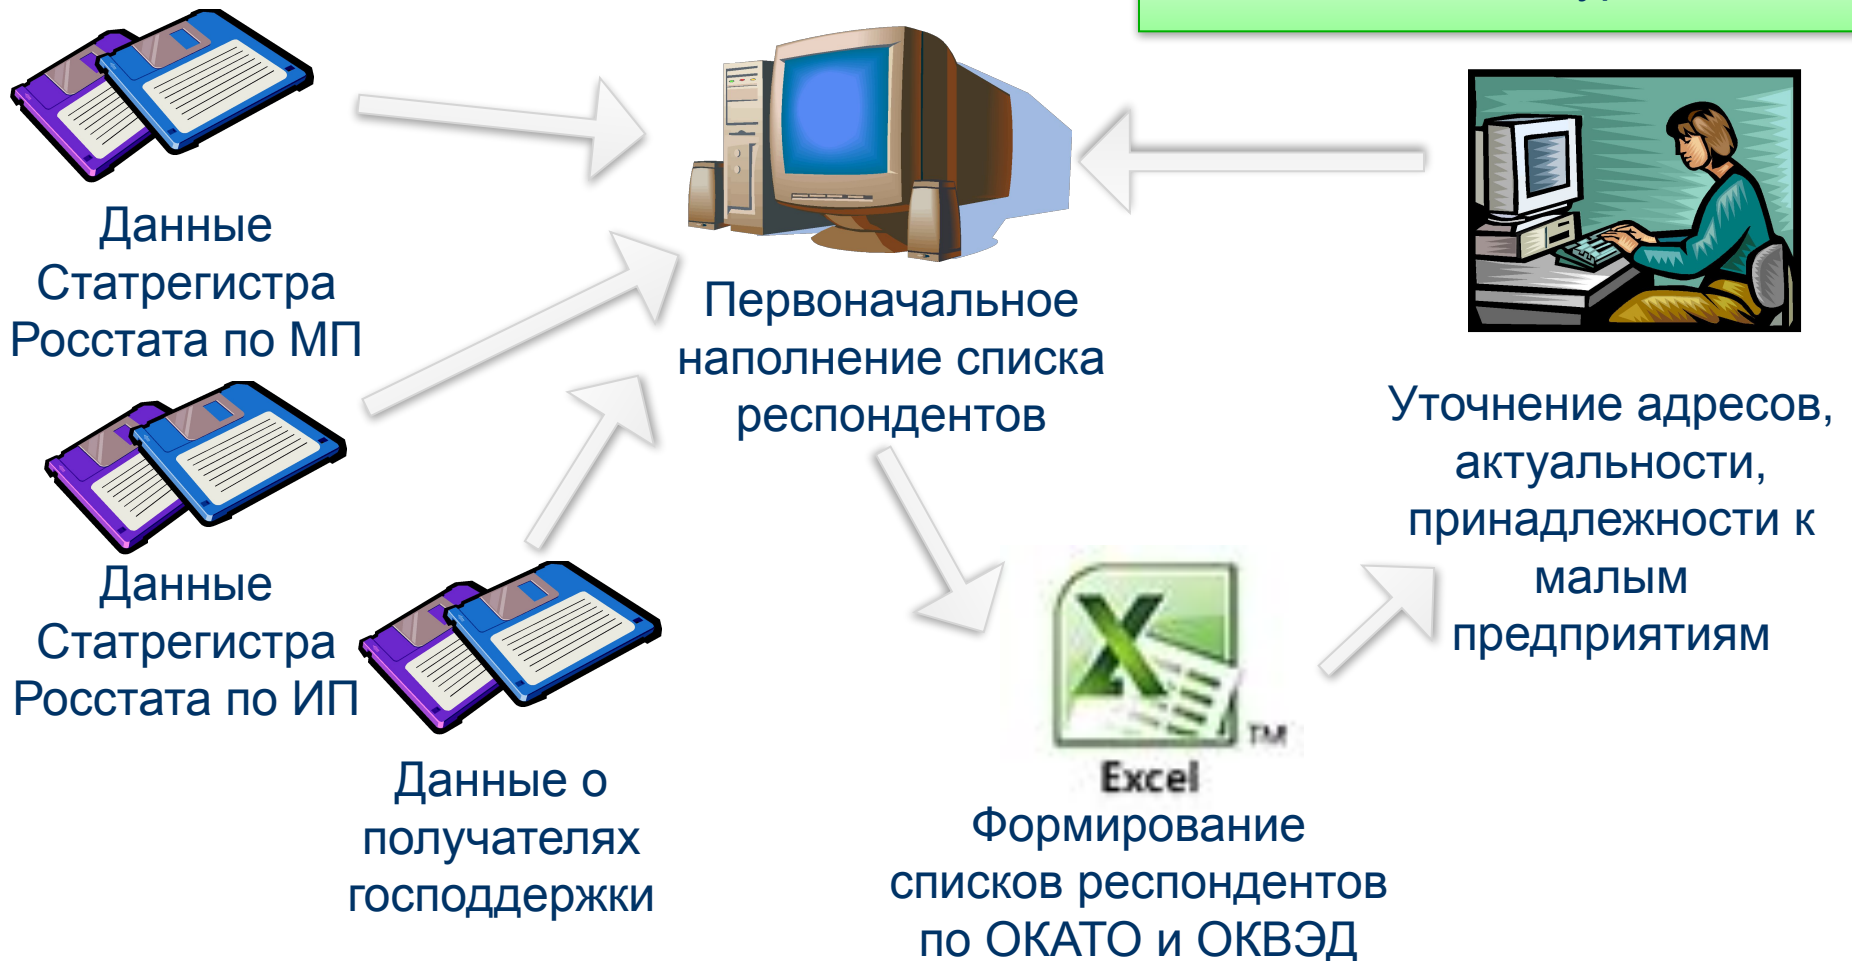 Данные
Статрегистра
Росстата по МП
Данные
Статрегистра
Росстата по ИП
Данные о
получателях
господдержки
Первоначальное
наполнение списка
респондентов
TM
Excel
Формирование
списков респондентов
по ОКАТО и ОКВЭД
Уточнение адресов,
актуальности,
принадлежности к
малым
предприятиям